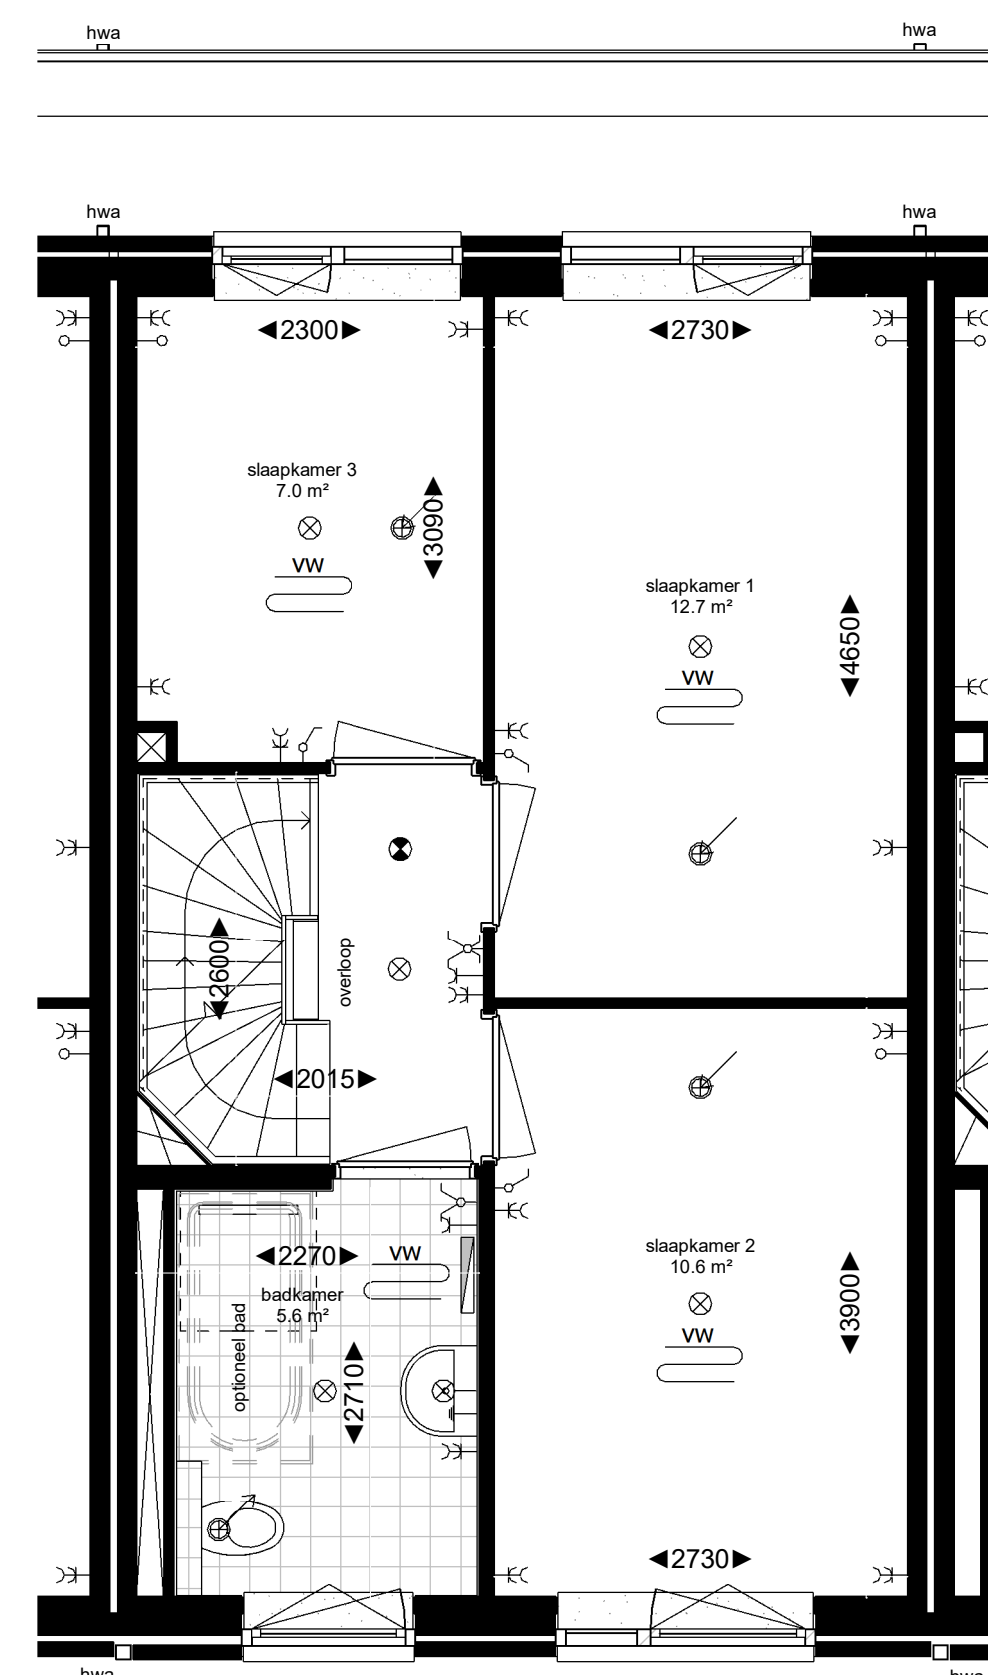 hwa
hwa
hwa
hwa
2300
2730
slaapkamer 3
7.0 m²
3090
VW
slaapkamer 1
12.7 m²
4650
VW
2600
overloop
2015
2270
VW
badkamer
5.6 m²
optioneel bad
2710
slaapkamer 2
10.6 m²
3900
VW
2730
hwa
hwa